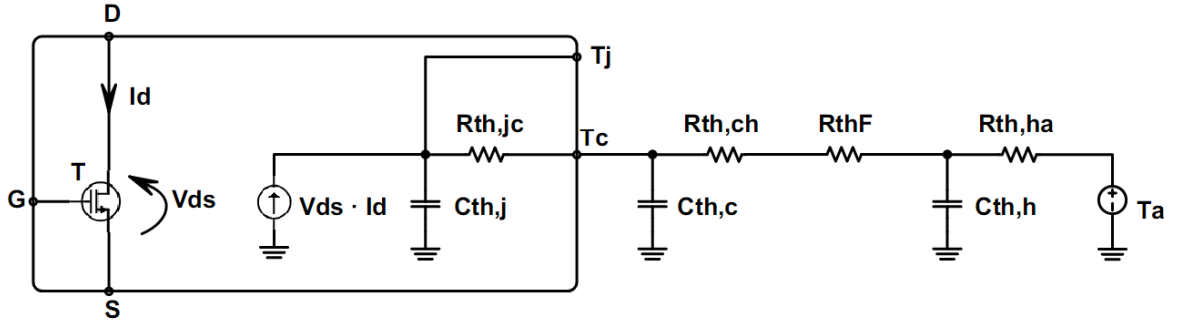 D
Tj
Id
Rth,jc
Tc
Rth,ch
RthF
Rth,ha
T
G
Vds
Vds · Id
Cth,j
Cth,c
Cth,h
+
-
Ta
S